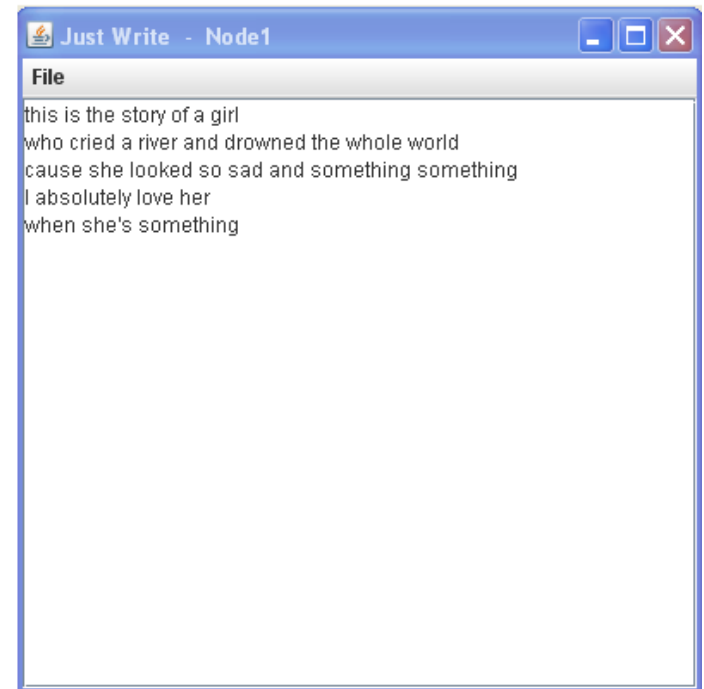 Just Write - Node1
File
this is the story of a girl
who cried a river and drowned the whole world
cause she looked so sad and something something
I absolutely love her
when she's something